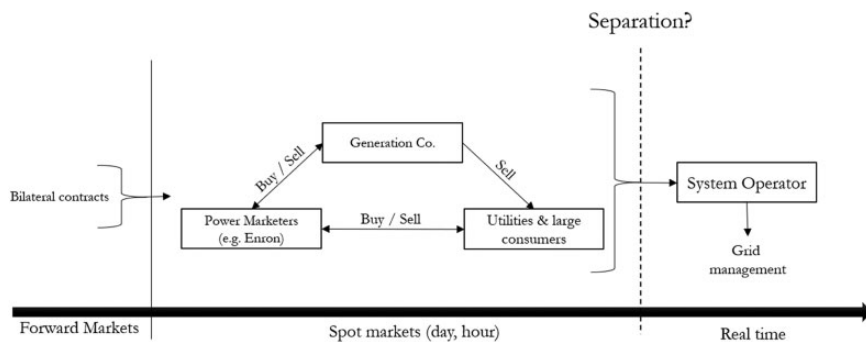 Separation?
Generation Co.
Buy / Sell
Sell
Bilateral contracts
System Operator
Power Marketers
(e.g. Enron)
Buy / Sell
Utilities & large
consumers
Grid
management
Forward Markets
Spot markets (day, hour)
Real time